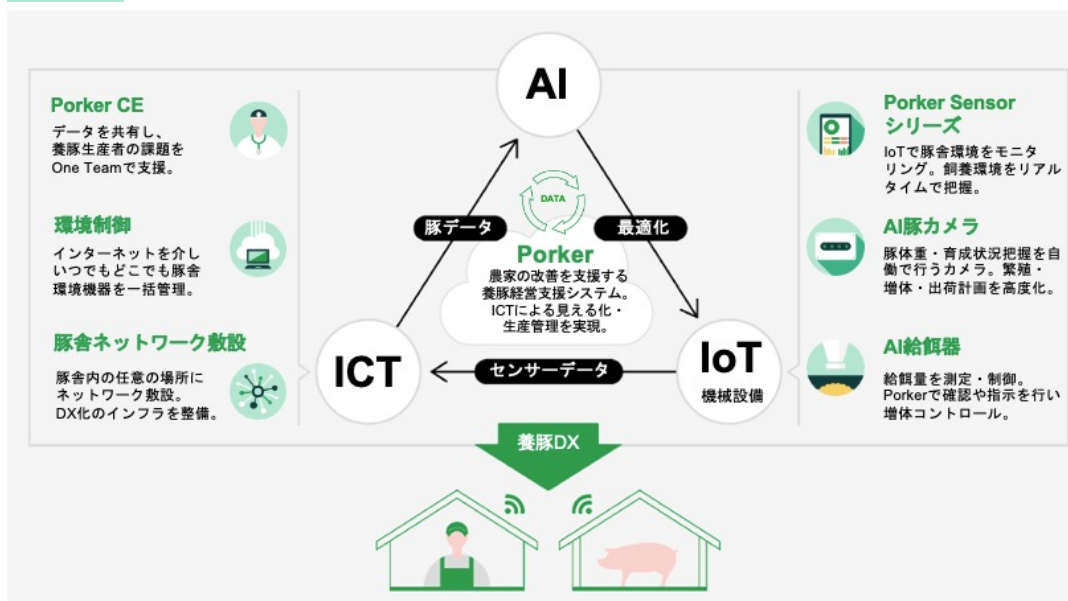 AI
Porker CE
データを共有し、
養豚生産者の課題を
One Teamで支援。
環境制御
インターネットを介し
いつでもどこでも豚舎
環境機器を一括管理。
豚舎ネットワーク敷設
豚舎内の任意の場所に
ネットワーク敷設。
DX化のインフラを整備。
DATA
豚データ
最適化
Porker
農家の改善を支援する
養豚経営支援システム。
ICTによる見える化・
生産管理を実現。
ICT
センサーデータ
IoT
機械設備
Porker Sensor
シリーズ
IoTで豚舎環境をモニタ
リング。飼養環境をリアル
タイムで把握。
AI豚カメラ
豚体重・育成状況把握を自
働で行うカメラ。繁殖・
増体・出荷計画を高度化。
AI給餌器
給餌量を測定・制御。
Porkerで確認や指示を行い
増体コントロール。
養豚DX